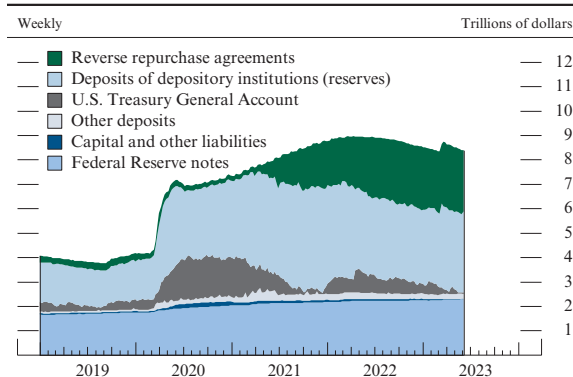 Weekly Trillions of dollars
Reverse repurchase agreements
Deposits of depository institutions (reserves)
U.S. Treasury General Account
Other deposits
Capital and other liabilities
Federal Reserve notes
12
11
10
9
8
7
6
5
4
3
2
1
2019 2020 2021 2022 2023